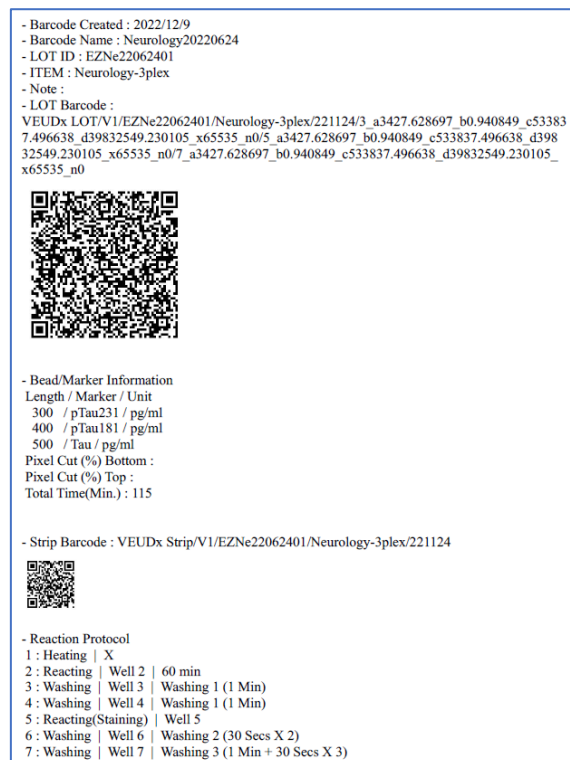 - Barcode Created : 2022/12/9
- Barcode Name : Neurology20220624
- LOT ID : EZNe22062401
- ITEM : Neurology-3plex
- Note :
- LOT Barcode :
VEUDx LOT/V1/EZNe22062401/Neurology-3plex/221124/3_a3427.628697_b0.940849_c53383
7.496638_d39832549.230105_x65535_n0/5_a3427.628697_b0.940849_c533837.496638_d398
32549.230105_x65535_n0/7_a3427.628697_b0.940849_c533837.496638_d39832549.230105_
x65535_n0
- Bead/Marker Information
Length / Marker / Unit
300 / pTau231 / pg/ml
400 / pTau181 / pg/ml
500 / Tau / pg/ml
Pixel Cut (%) Bottom :
Pixel Cut (%) Top :
Total Time(Min.) : 115
- Strip Barcode : VEUDx Strip/V1/EZNe22062401/Neurology-3plex/221124
- Reaction Protocol
1 : Heating | X
2 : Reacting | Well 2 | 60 min
3 : Washing | Well 3 | Washing 1 (1 Min)
4 : Washing | Well 4 | Washing 1 (1 Min)
5 : Reacting(Staining) | Well 5
6 : Washing | Well 6 | Washing 2 (30 Secs X 2)
7 : Washing | Well 7 | Washing 3 (1 Min + 30 Secs X 3)